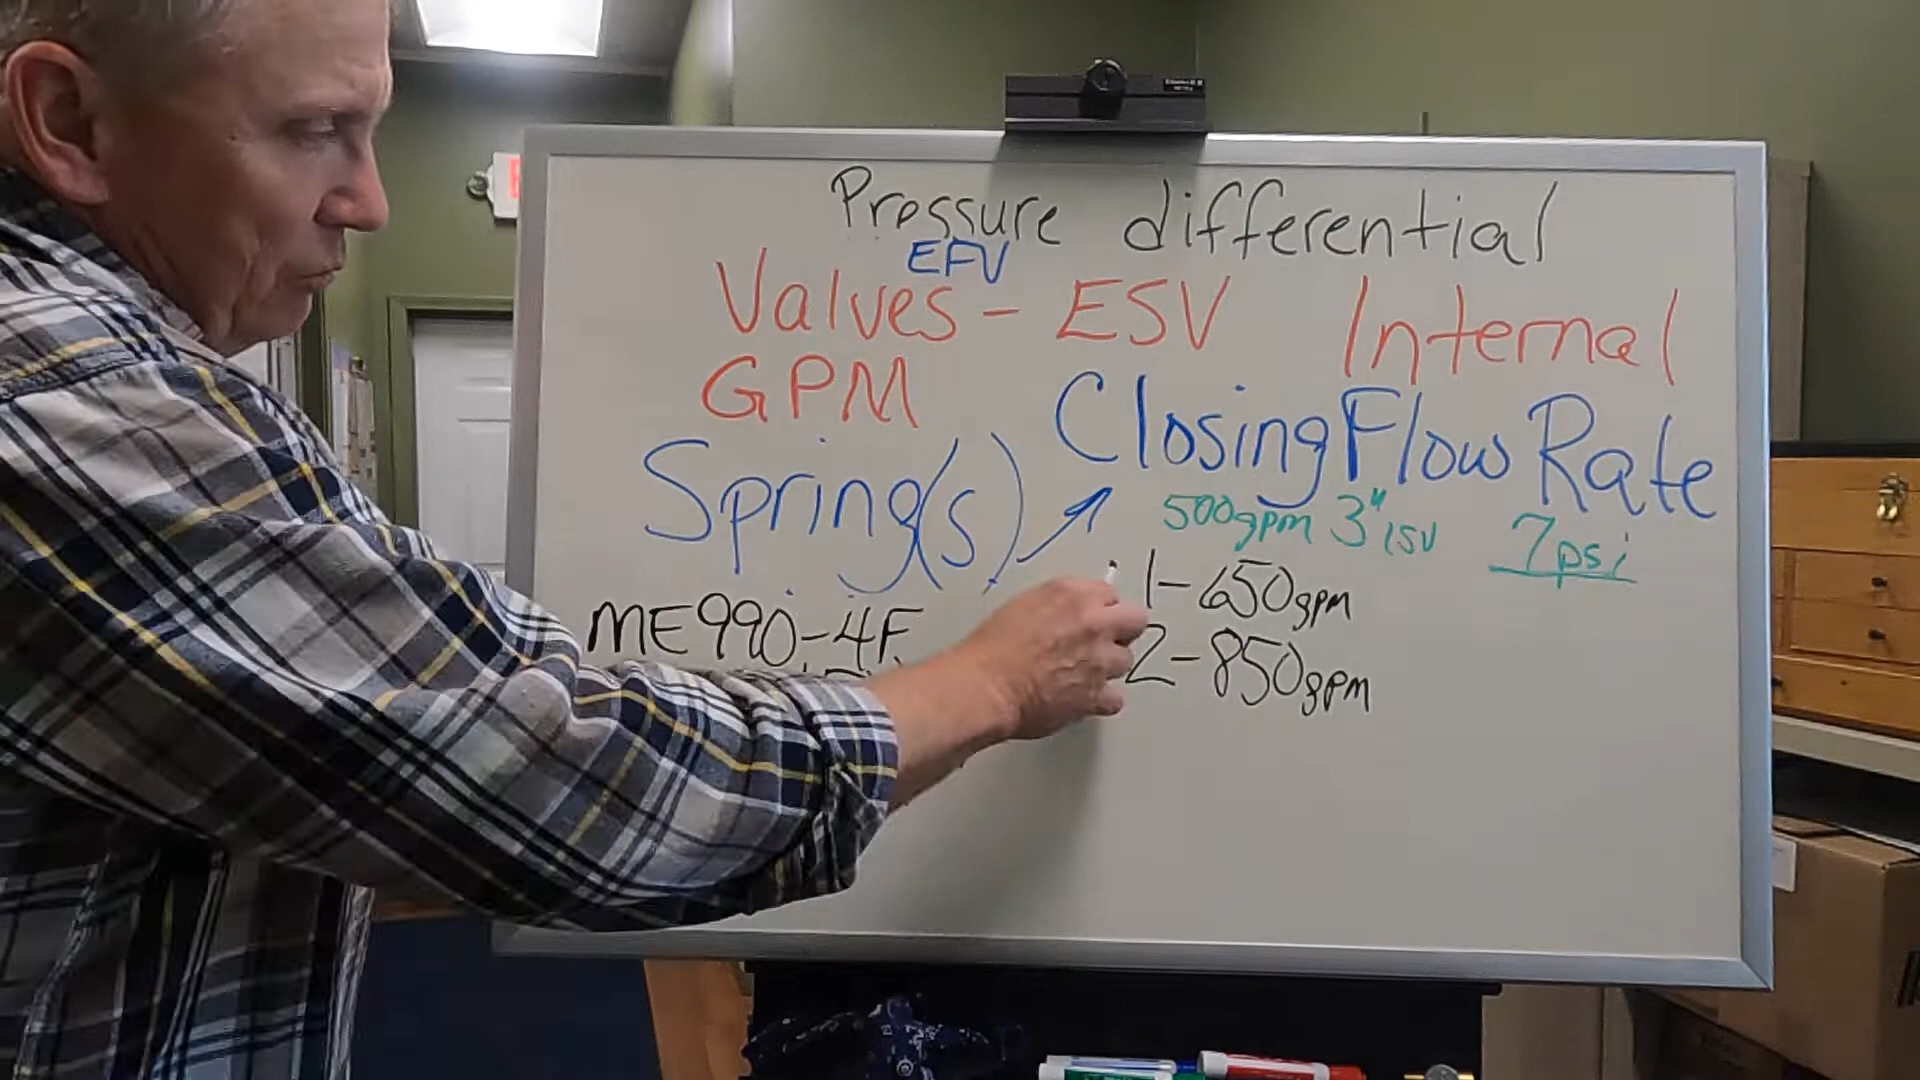 Pressure differential
EFV
Valves - ESV Internal
GPM
Closing Flow Rate
Spring(s)
500gpm 3" ISV 7psi
1-650gpm
ME990-4F
2-850gpm